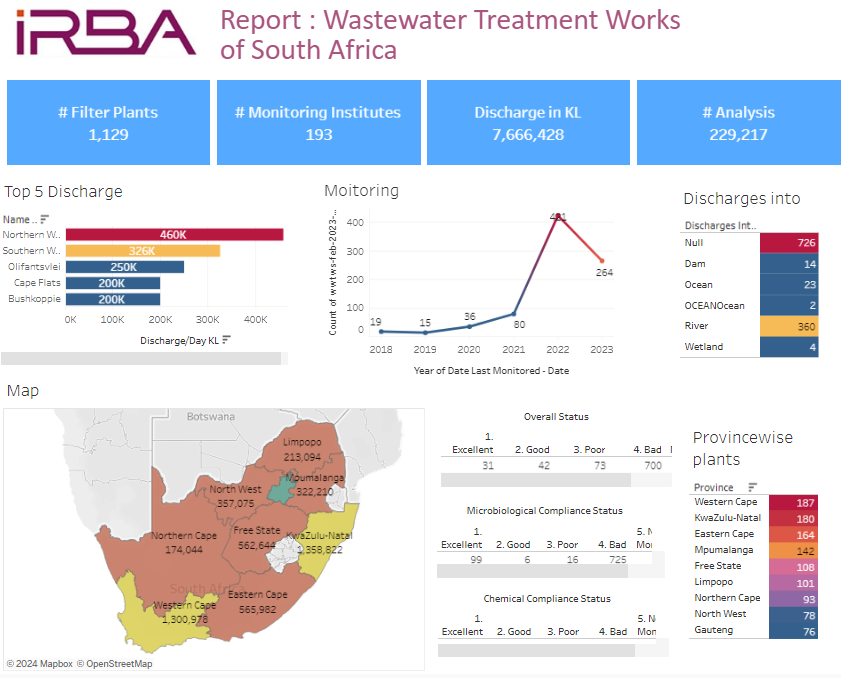 iRBA
Report : Wastewater Treatment Works
of South Africa
# Filter Plants
1,129
# Monitoring Institutes
193
Discharge in KL
7,666,428
# Analysis
229,217
Top 5 Discharge
Name ..
Northern W..
460K
Southern W..
326K
Olifantsvlei
250K
Cape Flats
200K
Bushkoppie
200K
0K 100K 200K 300K 400K
Discharge/Day KL
Moitoring
Count of wwtws-feb-2023-..
400
300
200
100
0
19
15
36
80
264
2018 2019 2020 2021 2022 2023
Year of Date Last Monitored - Date
Discharges into
Discharges Int..
Null 726
Dam 14
Ocean 23
OCEANOcean 2
River 360
Wetland 4
Map
Botswana
Limpopo
213,094
Mpumalanga
322,210
North West
357,075
Northern Cape
174,044
Free State
562,644
KwaZulu-Natal
1,358,822
South Africa
Eastern Cape
565,982
Western Cape
1,300,978
© 2024 Mapbox © OpenStreetMap
Overall Status
1.
Excellent 2. Good 3. Poor 4. Bad
31 42 73 700
Microbiological Compliance Status
1. 5. N
Excellent 2. Good 3. Poor 4. Bad Mor
99 6 16 725
Chemical Compliance Status
1. 5. N
Excellent 2. Good 3. Poor 4. Bad Mon
Provincewise
plants
Province
Western Cape 187
KwaZulu-Natal 180
Eastern Cape 164
Mpumalanga 142
Free State 108
Limpopo 101
Northern Cape 93
North West 78
Gauteng 76